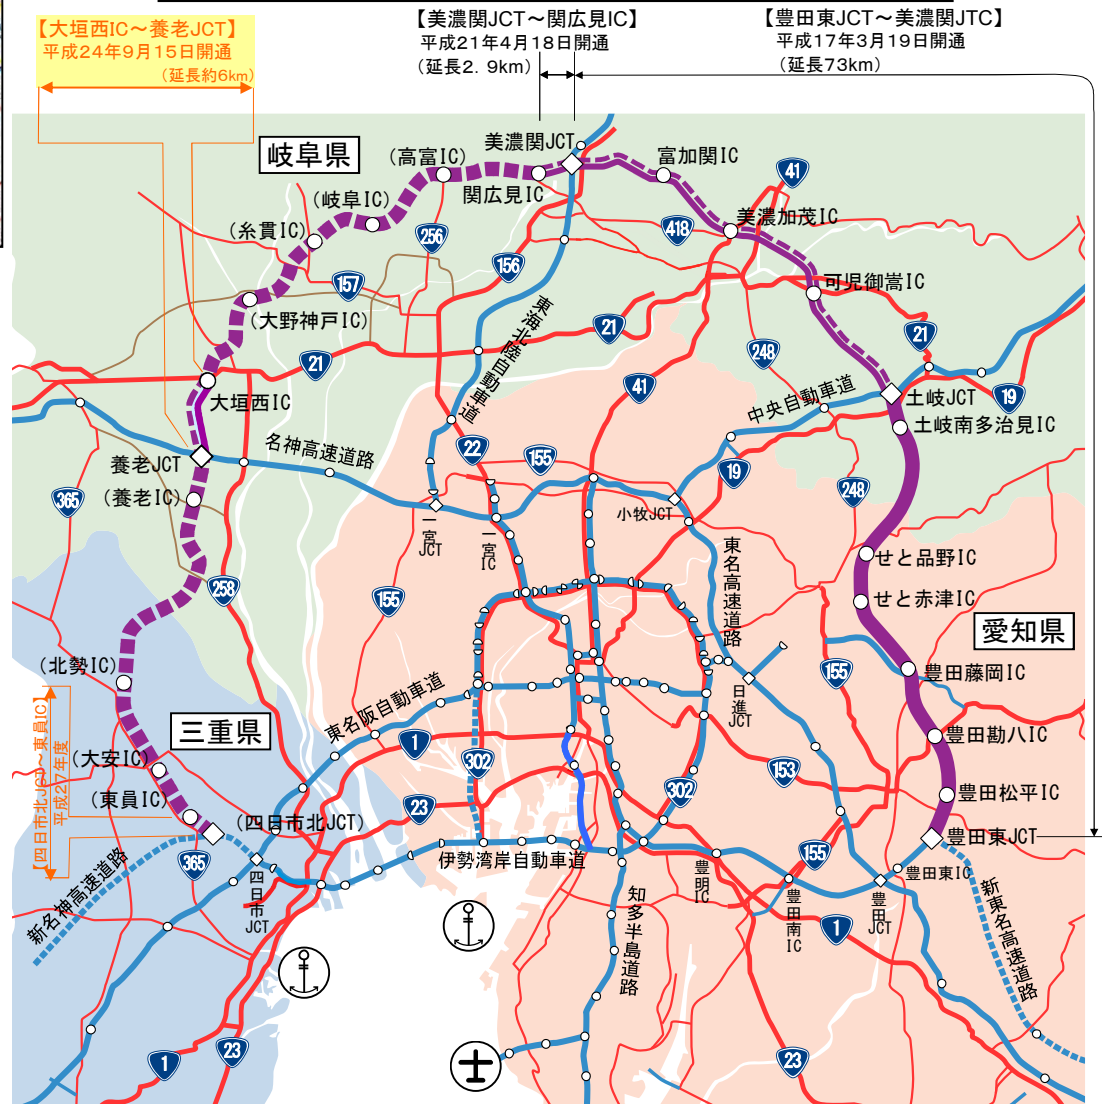 【大垣西IC～養老JCT】
平成24年9月15日開通
（延長約6km）
【美濃関JCT～関広見IC】
平成21年4月18日開通
（延長2．9km）
【豊田東JCT～美濃関JTC】
平成17年3月19日開通
（延長73km）
岐阜県
（高富IC）
美濃関JCT
富加関IC
41
（岐阜IC）
関広見IC
（糸貫IC）
256
418
美濃加茂IC
156
157
可児御嵩IC
（大野神戸IC）
東海北陸自動車道
21
21
21
248
41
大垣西IC
中央自動車道
土岐JCT
19
土岐南多治見IC
名神高速道路
22
155
養老JCT
19
（養老IC）
365
248
小牧JCT
一宮JCT
一宮IC
東名高速道路
せと品野IC
258
155
せと赤津IC
愛知県
（北勢IC）
155
豊田藤岡IC
日進JCT
東名阪自動車道
三重県
【四日市北JCT～東員IC】
平成27年度
1
豊田勘八IC
（大安IC）
302
153
302
豊田松平IC
（東員IC）
23
（四日市北JCT）
豊田東JCT
伊勢湾岸自動車道
155
365
豊明IC
豊田東IC
新名神高速道路
四日市JCT
豊田南IC
豊田JCT
新東名高速道路
知多半島道路
1
1
23
23